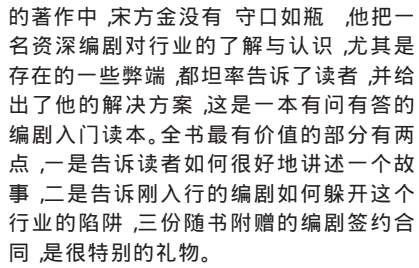 的著作中,宋方金没有 守口如瓶 ,他把一
名资深编剧对行业的了解与认识,尤其是
存在的一些弊端,都坦率告诉了读者,并给
出了他的解决方案,这是一本有问有答的
编剧入门读本。全书最有价值的部分有两
点,一是告诉读者如何很好地讲述一个故
事,二是告诉刚入行的编剧如何躲开这个
行业的陷阱,三份随书附赠的编剧签约合
同,是很特别的礼物。